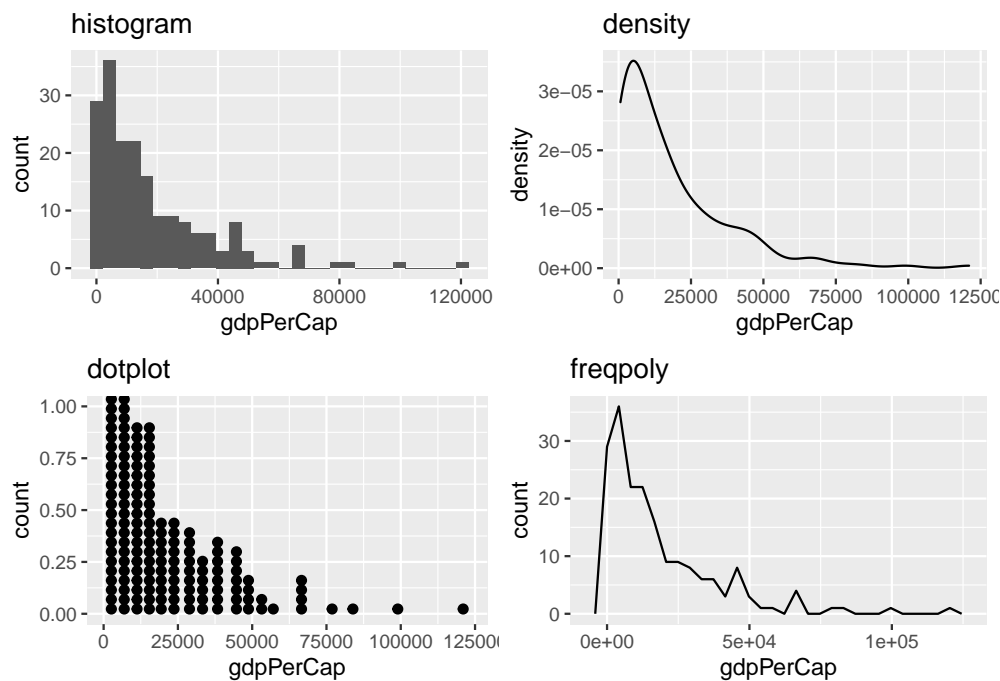 histogram
30
20
10
0
count
0 40000 80000 120000
gdpPerCap
density
3e−05
2e−05
1e−05
0e+00
density
0 25000 50000 75000 100000 12500
gdpPerCap
dotplot
1.00
0.75
0.50
0.25
0.00
count
0 25000 50000 75000 100000 125000
gdpPerCap
freqpoly
30
20
10
0
count
0e+00 5e+04 1e+05
gdpPerCap